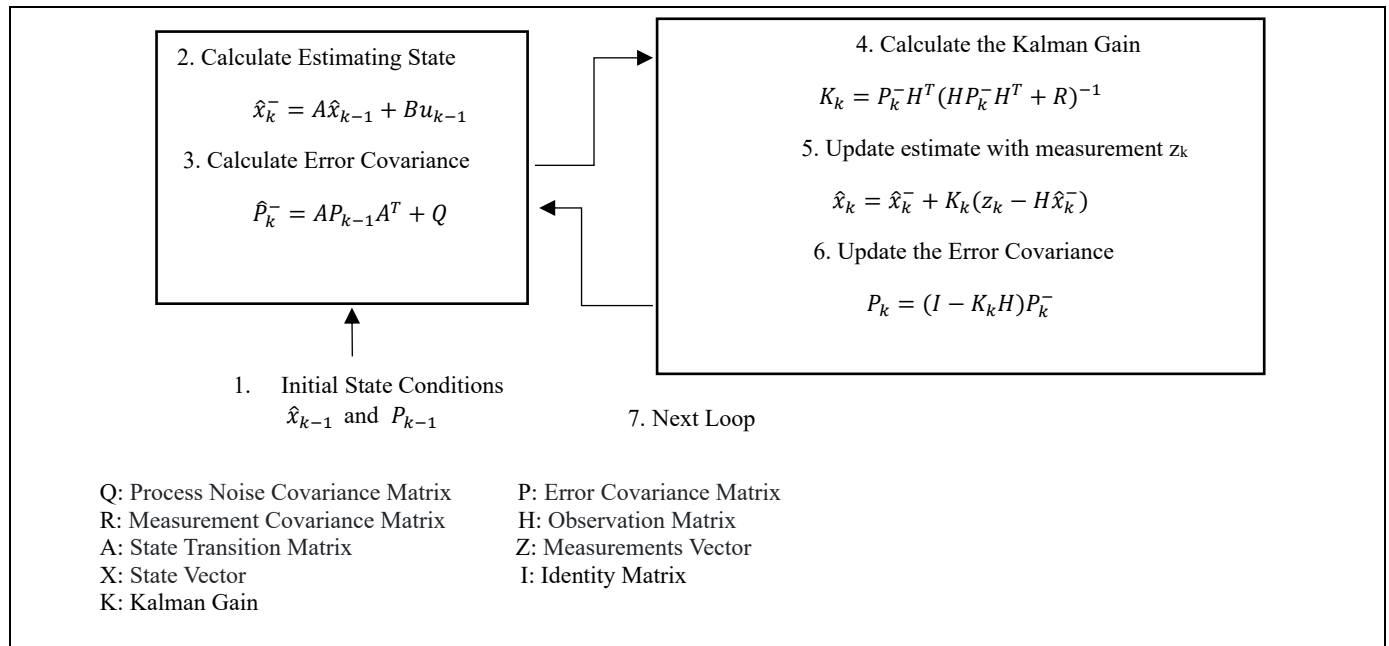 2. Calculate Estimating State
x̂ₖ⁻ = Ax̂ₖ₋₁ + Buₖ₋₁
3. Calculate Error Covariance
P̂ₖ⁻ = APₖ₋₁Aᵀ + Q
4. Calculate the Kalman Gain
Kₖ = Pₖ⁻Hᵀ(HPₖ⁻Hᵀ + R)⁻¹
5. Update estimate with measurement zₖ
x̂ₖ = x̂ₖ⁻ + Kₖ(zₖ − Hx̂ₖ⁻)
6. Update the Error Covariance
Pₖ = (I − KₖH)Pₖ⁻
1. Initial State Conditions
x̂ₖ₋₁ and Pₖ₋₁
7. Next Loop
Q: Process Noise Covariance Matrix
R: Measurement Covariance Matrix
A: State Transition Matrix
X: State Vector
K: Kalman Gain
P: Error Covariance Matrix
H: Observation Matrix
Z: Measurements Vector
I: Identity Matrix